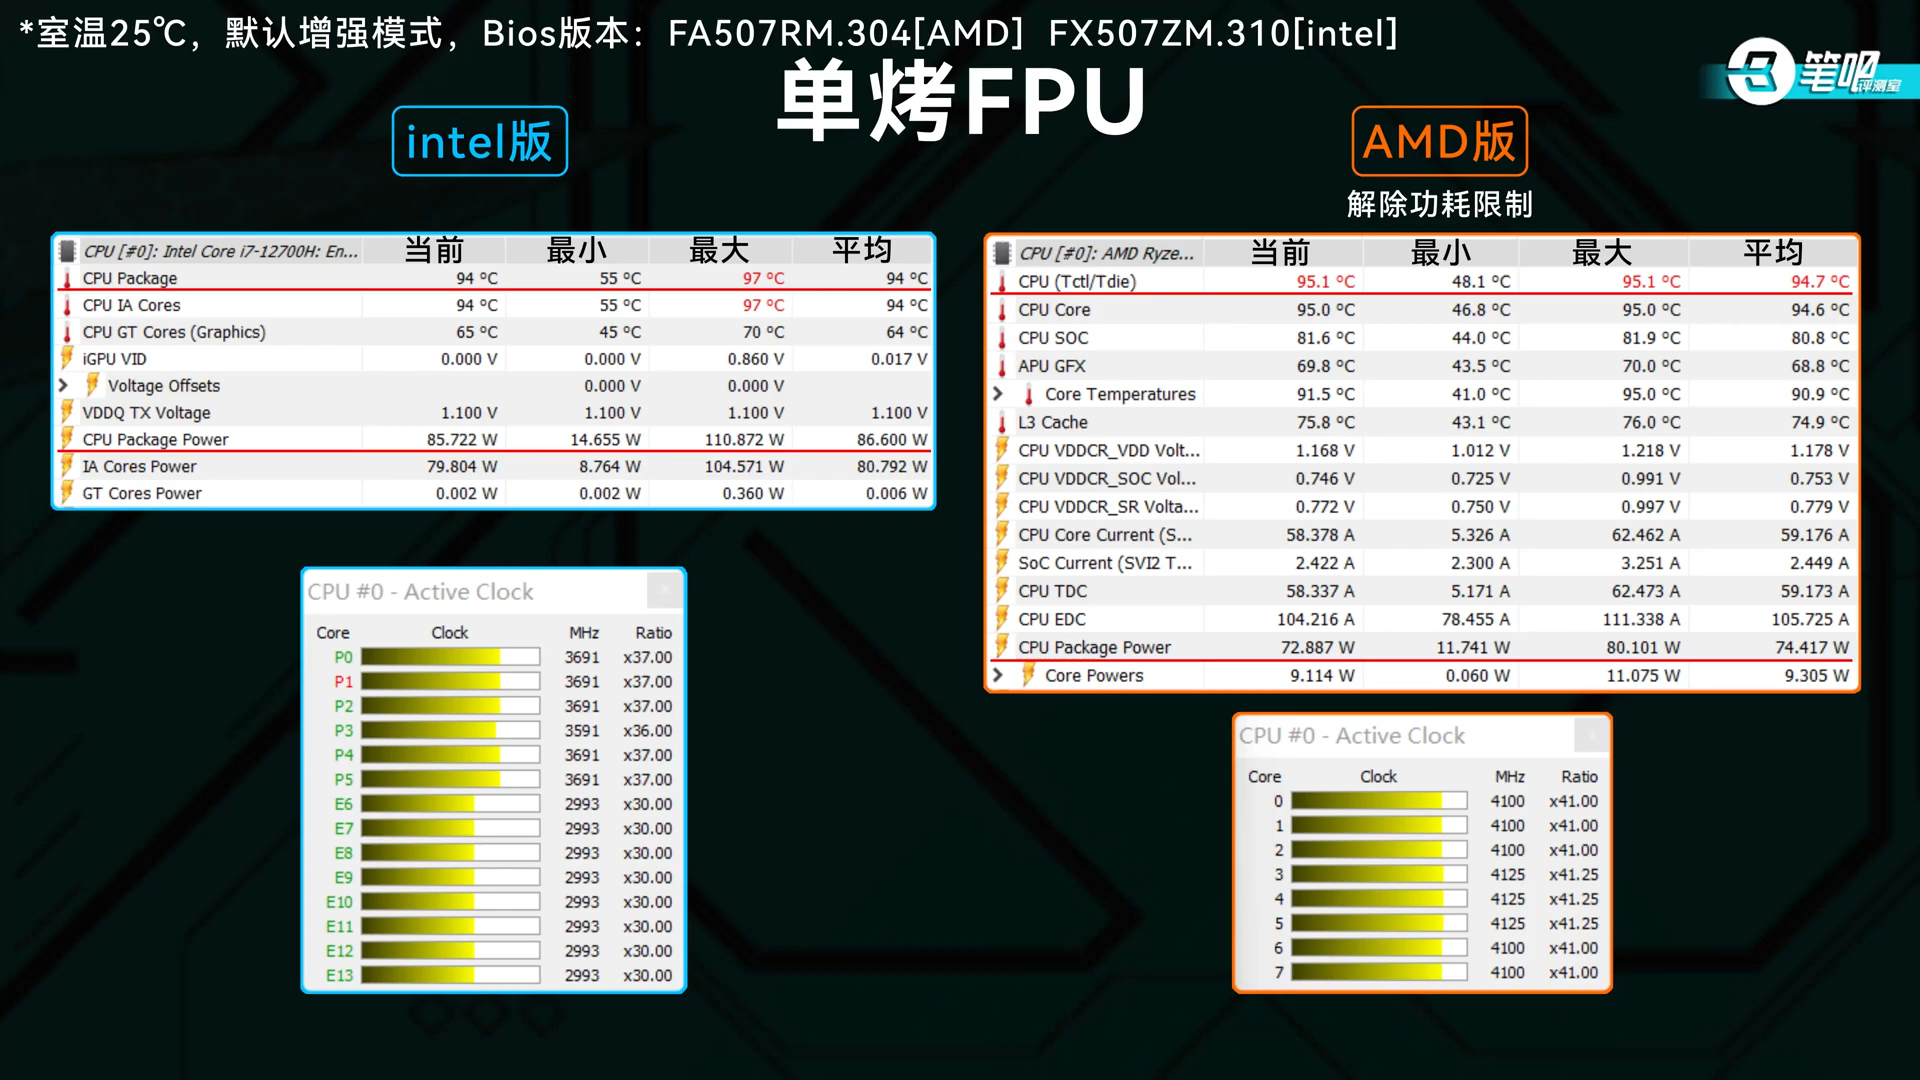 *室温25℃，默认增强模式，Bios版本：FA507RM.304[AMD] FX507ZM.310[intel]
单烤FPU
笔吧评测室
intel版
AMD版
解除功耗限制
CPU [#0]: Intel Core i7-12700H: En... 当前 最小 最大 平均
CPU Package 94 °C 55 °C 97 °C 94 °C
CPU IA Cores 94 °C 55 °C 97 °C 94 °C
CPU GT Cores (Graphics) 65 °C 45 °C 70 °C 64 °C
iGPU VID 0.000 V 0.000 V 0.860 V 0.017 V
Voltage Offsets 0.000 V 0.000 V
VDDQ TX Voltage 1.100 V 1.100 V 1.100 V 1.100 V
CPU Package Power 85.722 W 14.655 W 110.872 W 86.600 W
IA Cores Power 79.804 W 8.764 W 104.571 W 80.792 W
GT Cores Power 0.002 W 0.002 W 0.360 W 0.006 W
CPU #0 - Active Clock
Core Clock MHz Ratio
P0 3691 x37.00
P1 3691 x37.00
P2 3691 x37.00
P3 3591 x36.00
P4 3691 x37.00
P5 3691 x37.00
E6 2993 x30.00
E7 2993 x30.00
E8 2993 x30.00
E9 2993 x30.00
E10 2993 x30.00
E11 2993 x30.00
E12 2993 x30.00
E13 2993 x30.00
CPU [#0]: AMD Ryze... 当前 最小 最大 平均
CPU (Tctl/Tdie) 95.1 °C 48.1 °C 95.1 °C 94.7 °C
CPU Core 95.0 °C 46.8 °C 95.0 °C 94.6 °C
CPU SOC 81.6 °C 44.0 °C 81.9 °C 80.8 °C
APU GFX 69.8 °C 43.5 °C 70.0 °C 68.8 °C
Core Temperatures 91.5 °C 41.0 °C 95.0 °C 90.9 °C
L3 Cache 75.8 °C 43.1 °C 76.0 °C 74.9 °C
CPU VDDCR_VDD Volt... 1.168 V 1.012 V 1.218 V 1.178 V
CPU VDDCR_SOC Vol... 0.746 V 0.725 V 0.991 V 0.753 V
CPU VDDCR_SR Volta... 0.772 V 0.750 V 0.997 V 0.779 V
CPU Core Current (S... 58.378 A 5.326 A 62.462 A 59.176 A
SoC Current (SVI2 T... 2.422 A 2.300 A 3.251 A 2.449 A
CPU TDC 58.337 A 5.171 A 62.473 A 59.173 A
CPU EDC 104.216 A 78.455 A 111.338 A 105.725 A
CPU Package Power 72.887 W 11.741 W 80.101 W 74.417 W
Core Powers 9.114 W 0.060 W 11.075 W 9.305 W
CPU #0 - Active Clock
Core Clock MHz Ratio
0 4100 x41.00
1 4100 x41.00
2 4100 x41.00
3 4125 x41.25
4 4125 x41.25
5 4125 x41.25
6 4100 x41.00
7 4100 x41.00